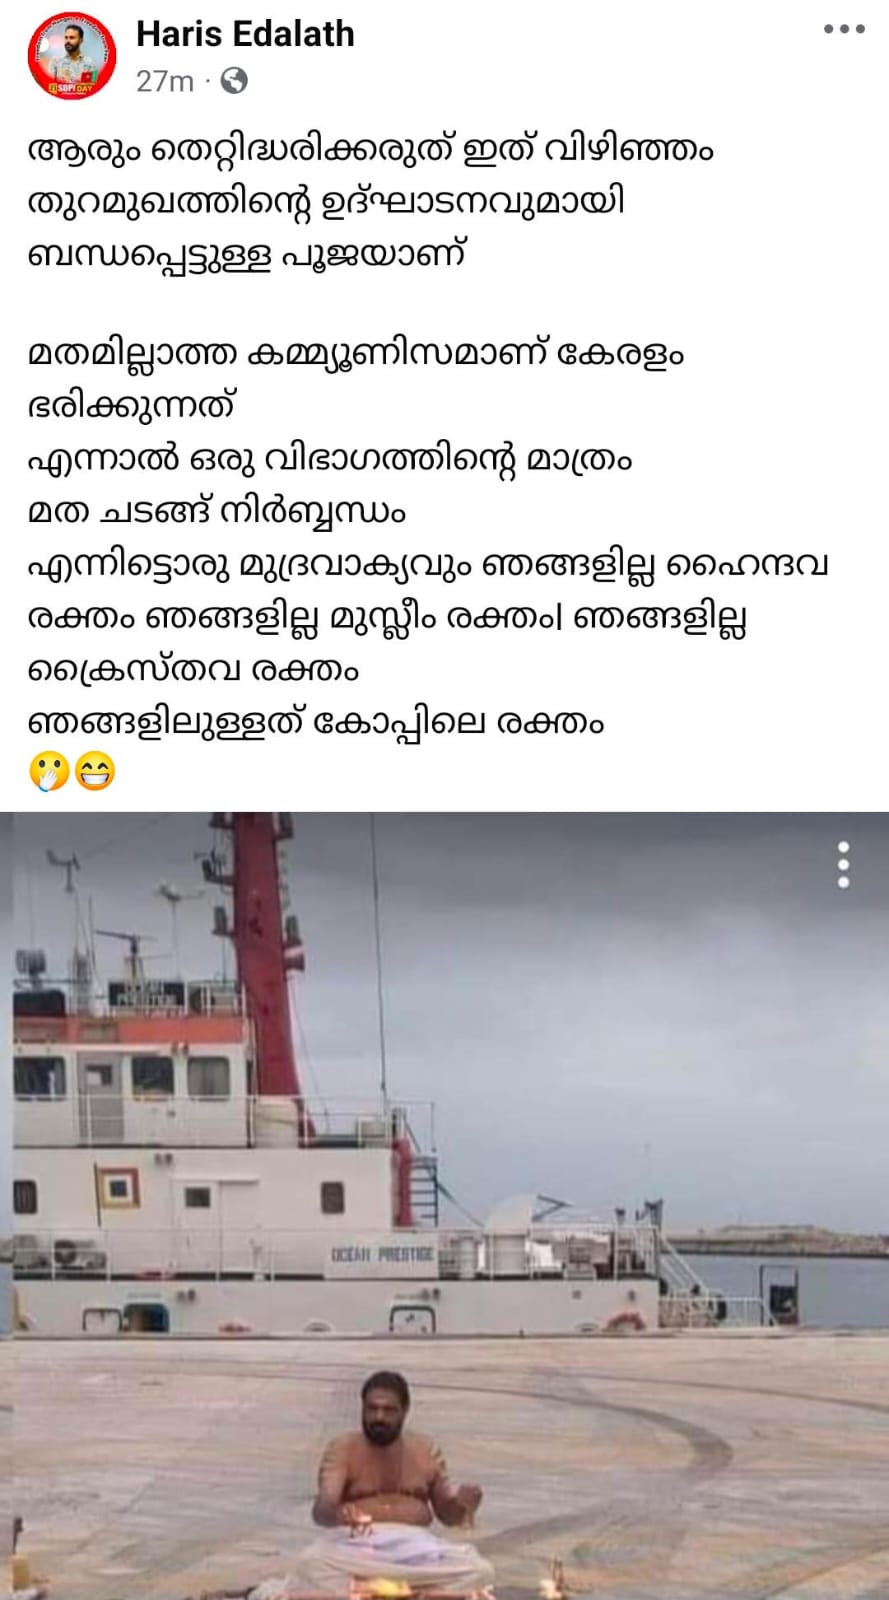 Haris Edalath
27m ·
SDPI DAY
ആരും തെറ്റിദ്ധരിക്കരുത് ഇത് വിഴിഞ്ഞം
തുറമുഖത്തിന്റെ ഉദ്ഘാടനവുമായി
ബന്ധപ്പെട്ടുള്ള പൂജയാണ്
മതമില്ലാത്ത കമ്മ്യൂണിസമാണ് കേരളം
ഭരിക്കുന്നത്
എന്നാൽ ഒരു വിഭാഗത്തിന്റെ മാത്രം
മത ചടങ്ങ് നിർബ്ബന്ധം
എന്നിട്ടൊരു മുദ്രവാക്യവും ഞങ്ങളില്ല ഹൈന്ദവ
രക്തം ഞങ്ങളില്ല മുസ്ലീം രക്തം| ഞങ്ങളില്ല
ക്രൈസ്തവ രക്തം
ഞങ്ങളിലുള്ളത് കോപ്പിലെ രക്തം
🫢😁
OCEAN PRESTIGE